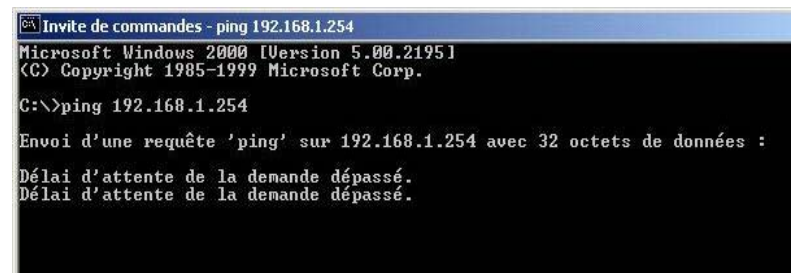 Invite de commandes - ping 192.168.1.254
Microsoft Windows 2000 [Version 5.00.2195]
(C) Copyright 1985-1999 Microsoft Corp.
C:\>ping 192.168.1.254
Envoi d'une requête 'ping' sur 192.168.1.254 avec 32 octets de données :
Délai d'attente de la demande dépassé.
Délai d'attente de la demande dépassé.